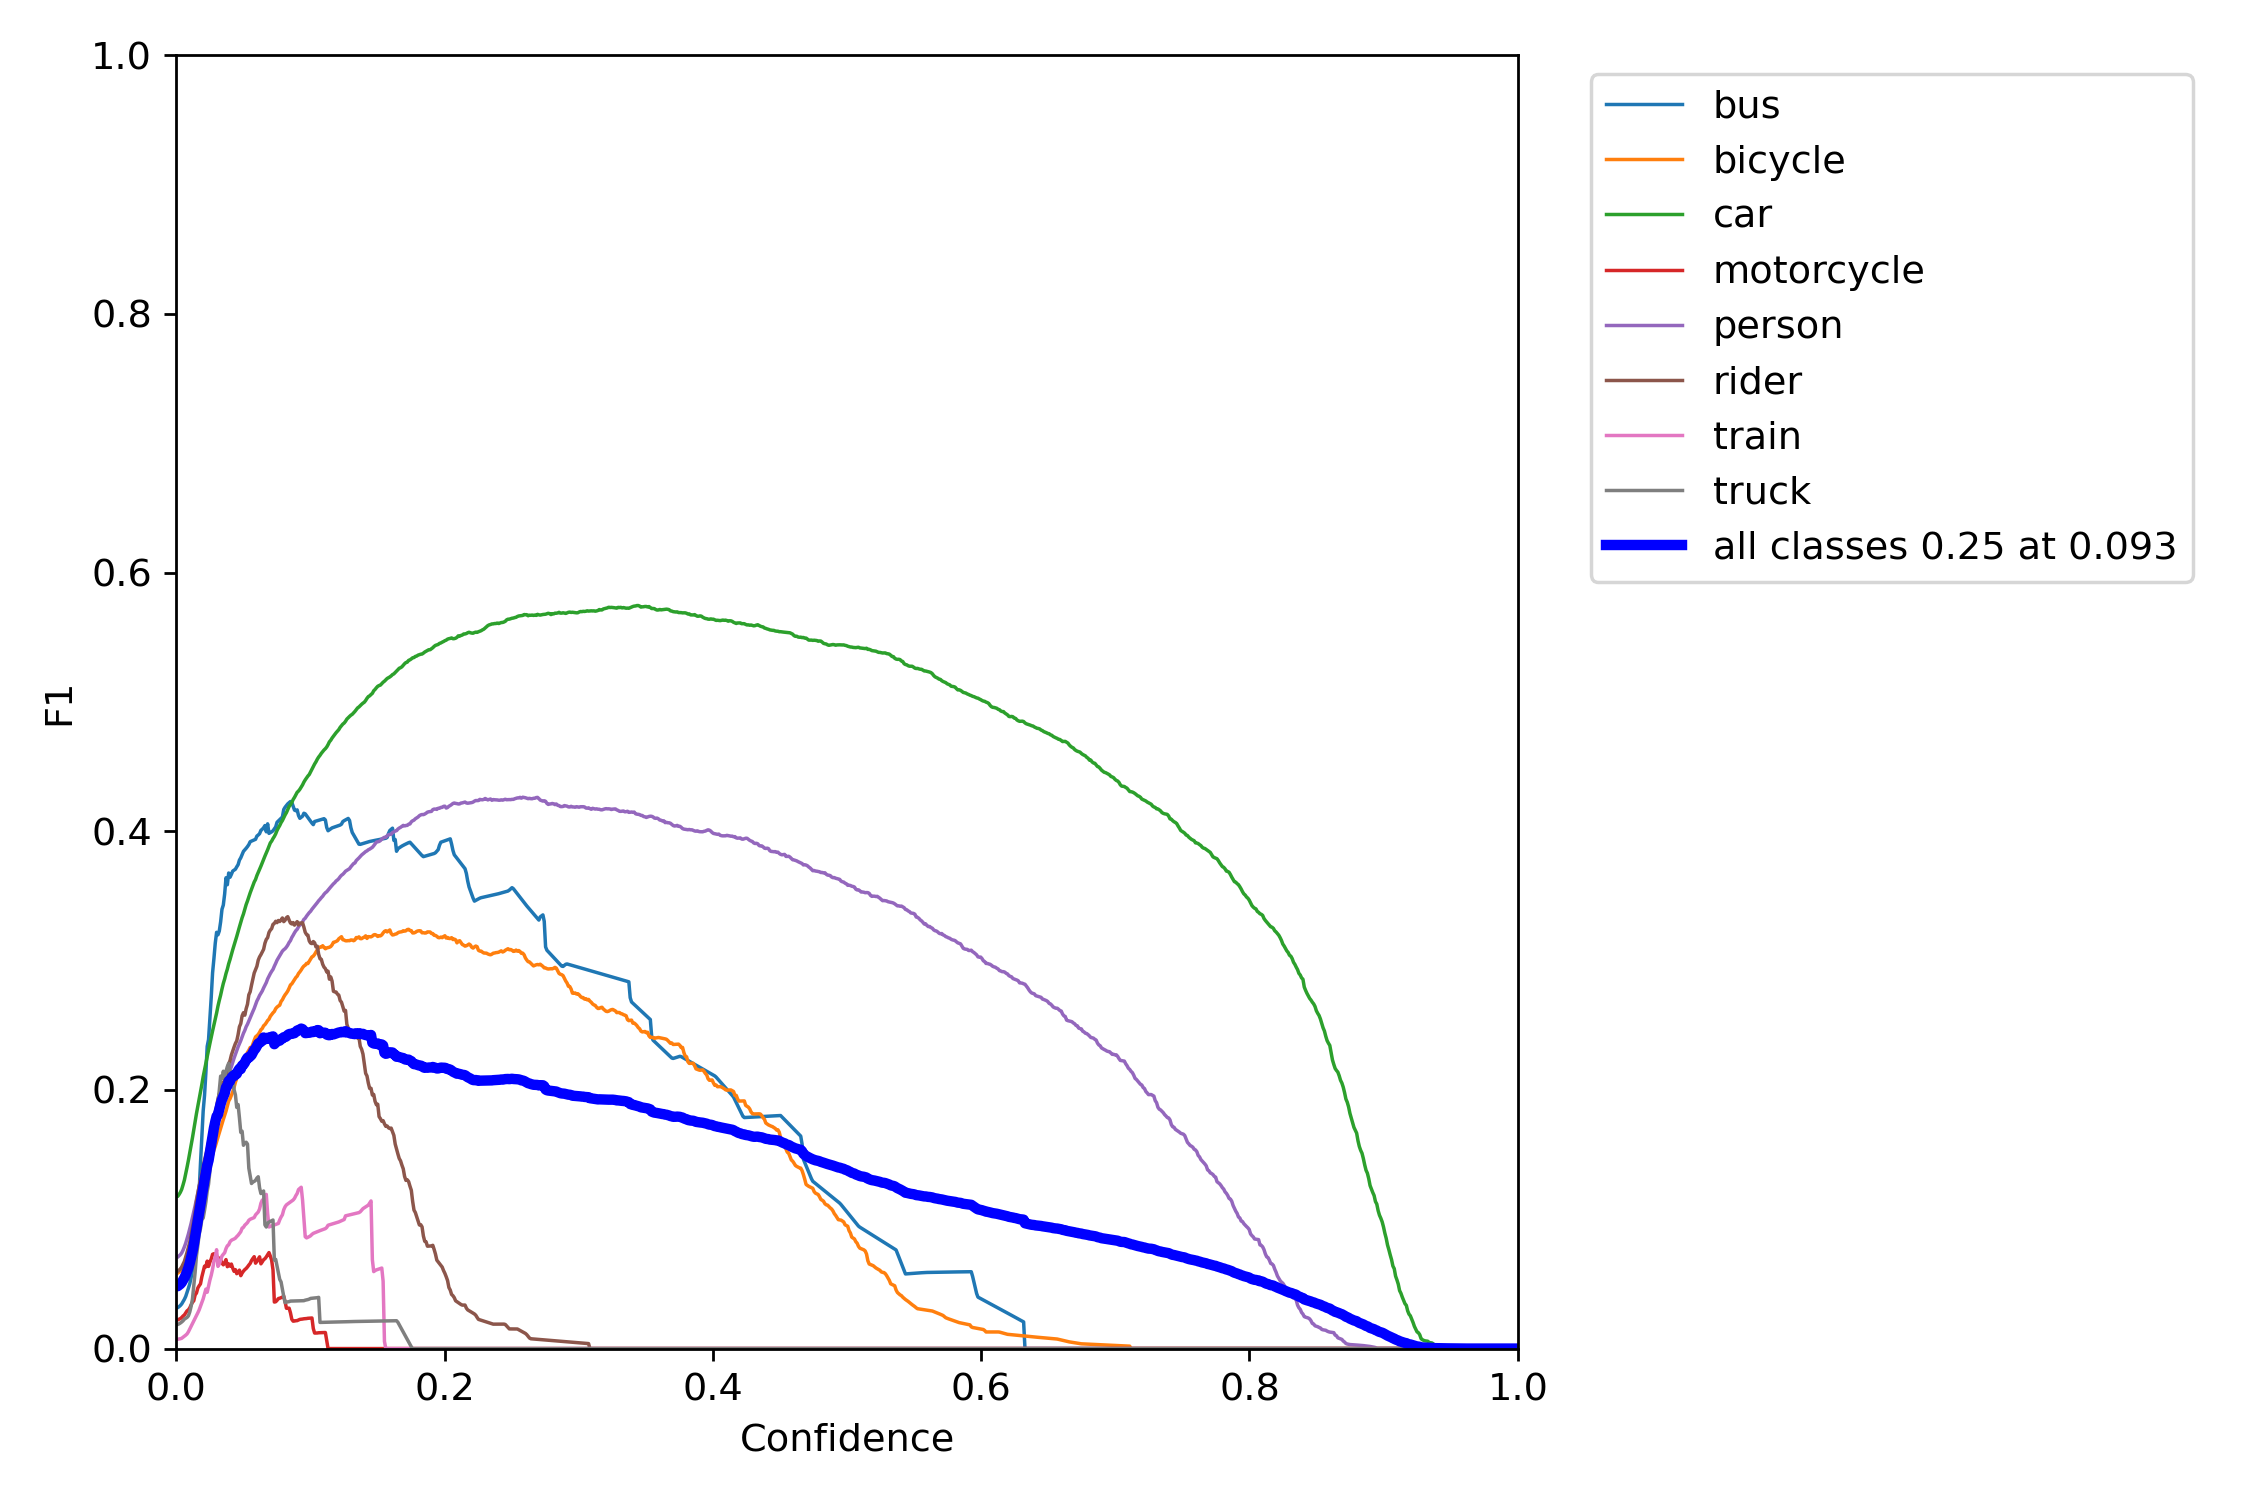 1.0
0.8
0.6
0.4
0.2
0.0
F1
0.0 0.2 0.4 0.6 0.8 1.0
Confidence
bus
bicycle
car
motorcycle
person
rider
train
truck
all classes 0.25 at 0.093